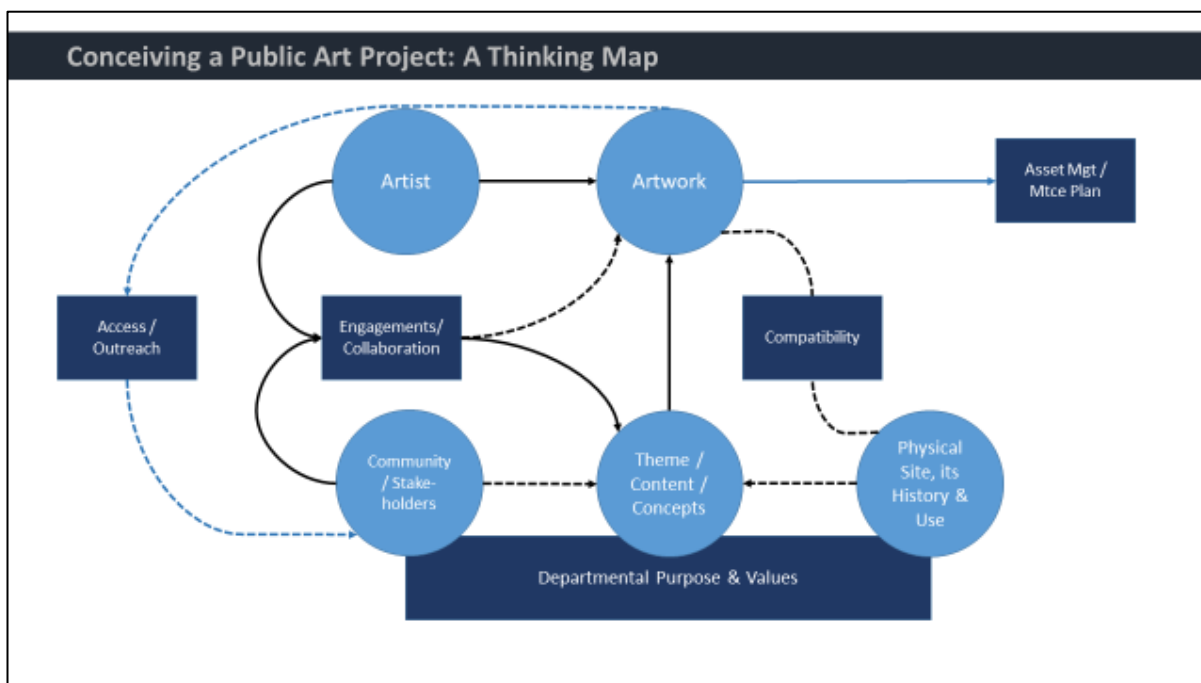 Conceiving a Public Art Project: A Thinking Map
Artist
Artwork
Asset Mgt /
Mtce Plan
Access /
Outreach
Engagements/
Collaboration
Compatibility
Community
/ Stake-
holders
Theme /
Content /
Concepts
Physical
Site, its
History &
Use
Departmental Purpose & Values